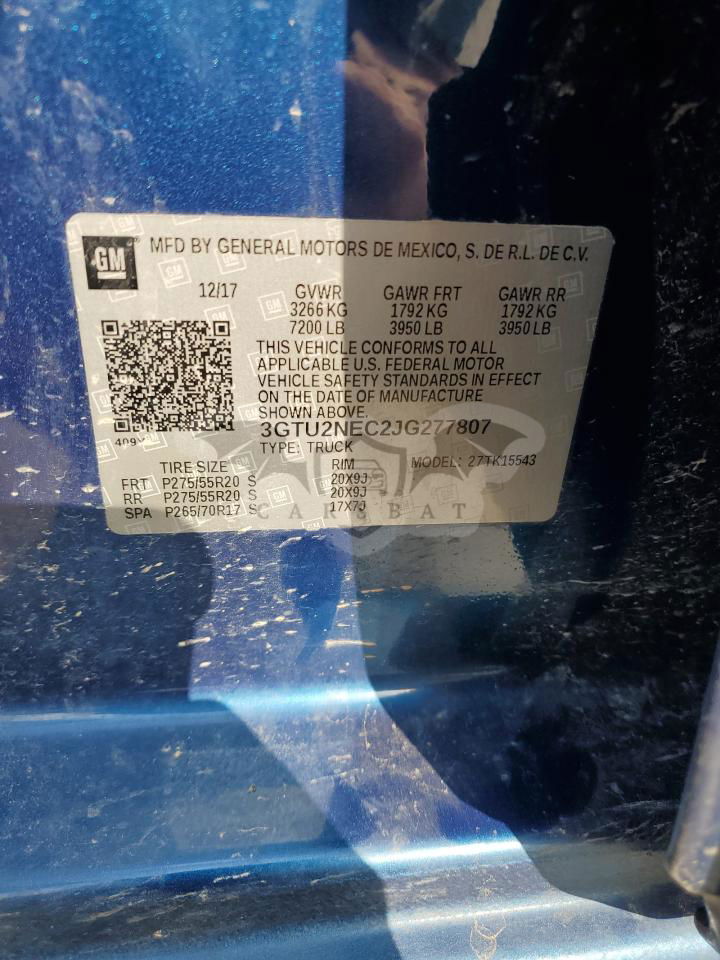 GM MFD BY GENERAL MOTORS DE MEXICO, S. DE R.L. DE C.V.
12/17 GVWR GAWR FRT GAWR RR
3266 KG 1792 KG 1792 KG
7200 LB 3950 LB 3950 LB
THIS VEHICLE CONFORMS TO ALL
APPLICABLE U.S. FEDERAL MOTOR
VEHICLE SAFETY STANDARDS IN EFFECT
ON THE DATE OF MANUFACTURE
SHOWN ABOVE.
3GTU2NEC2JG277807
TYPE: TRUCK
TIRE SIZE RIM MODEL: 27TK15543
FRT P275/55R20 S 20X9J
RR P275/55R20 S 20X9J
SPA P265/70R17 S 17X7J